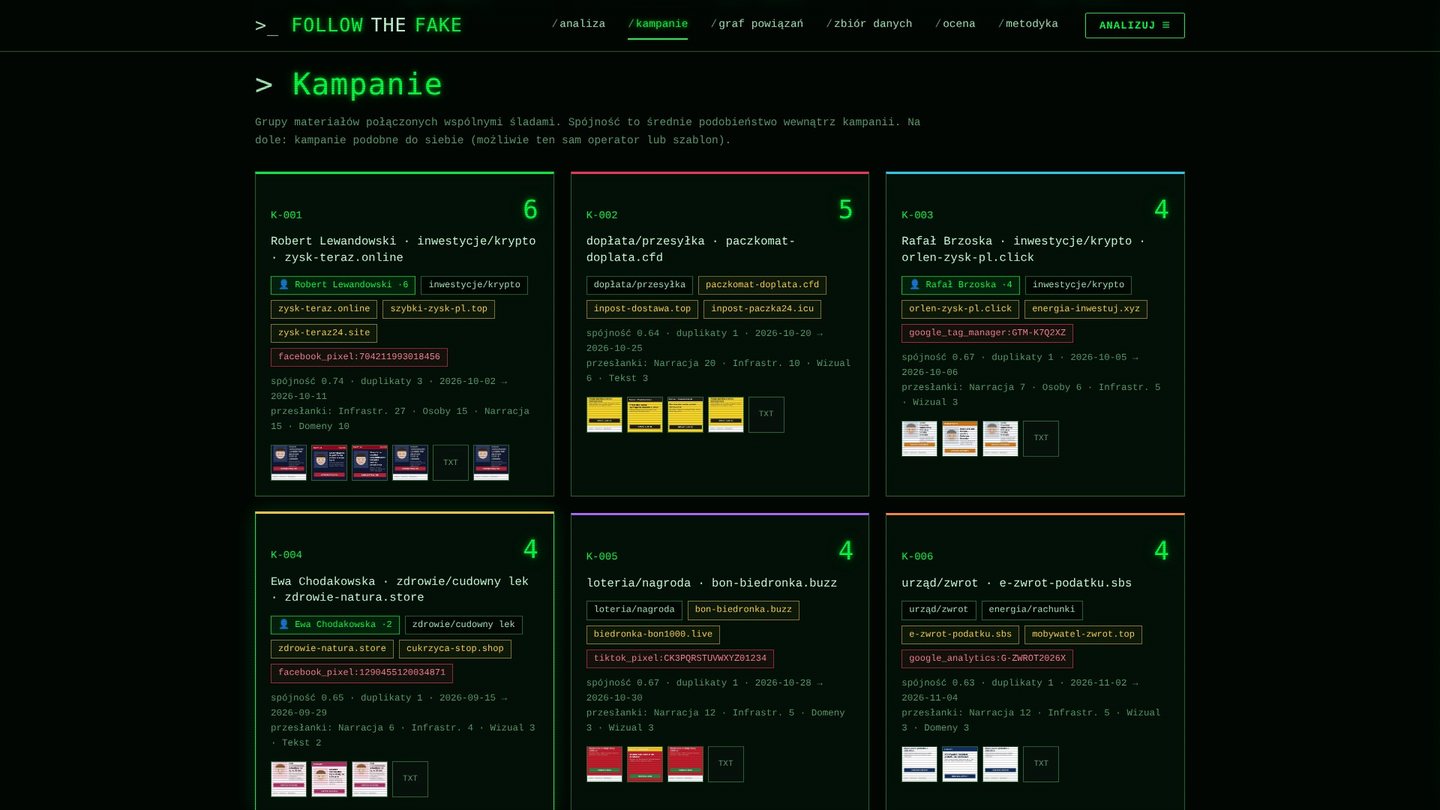 >_ FOLLOW THE FAKE /analiza /kampanie /graf powiązań /zbiór danych /ocena /metodyka ANALIZUJ ≡
> Kampanie
Grupy materiałów połączonych wspólnymi śladami. Spójność to średnie podobieństwo wewnątrz kampanii. Na
dole: kampanie podobne do siebie (możliwie ten sam operator lub szablon).
K-001 6
Robert Lewandowski · inwestycje/krypto
· zysk-teraz.online
Robert Lewandowski ·6 inwestycje/krypto
zysk-teraz.online szybki-zysk-pl.top
zysk-teraz24.site
facebook_pixel:704211993018456
spójność 0.74 · duplikaty 3 · 2026-10-02 →
2026-10-11
przesłanki: Infrastr. 27 · Osoby 15 · Narracja
15 · Domeny 10
TXT
K-002 5
dopłata/przesyłka · paczkomat-
doplata.cfd
dopłata/przesyłka paczkomat-doplata.cfd
inpost-dostawa.top inpost-paczka24.icu
spójność 0.64 · duplikaty 1 · 2026-10-20 →
2026-10-25
przesłanki: Narracja 20 · Infrastr. 10 · Wizual
6 · Tekst 3
TXT
K-003 4
Rafał Brzoska · inwestycje/krypto ·
orlen-zysk-pl.click
Rafał Brzoska ·4 inwestycje/krypto
orlen-zysk-pl.click energia-inwestuj.xyz
google_tag_manager:GTM-K7Q2XZ
spójność 0.67 · duplikaty 1 · 2026-10-05 →
2026-10-06
przesłanki: Narracja 7 · Osoby 6 · Infrastr. 5
· Wizual 3
TXT
K-004 4
Ewa Chodakowska · zdrowie/cudowny lek
· zdrowie-natura.store
Ewa Chodakowska ·2 zdrowie/cudowny lek
zdrowie-natura.store cukrzyca-stop.shop
facebook_pixel:1290455120034871
spójność 0.65 · duplikaty 1 · 2026-09-15 →
2026-09-29
przesłanki: Narracja 6 · Infrastr. 4 · Wizual 3
· Tekst 2
TXT
K-005 4
loteria/nagroda · bon-biedronka.buzz
loteria/nagroda bon-biedronka.buzz
biedronka-bon1000.live
tiktok_pixel:CK3PQRSTUVWXYZ01234
spójność 0.67 · duplikaty 1 · 2026-10-28 →
2026-10-30
przesłanki: Narracja 12 · Infrastr. 5 · Domeny
3 · Wizual 3
TXT
K-006 4
urząd/zwrot · e-zwrot-podatku.sbs
urząd/zwrot energia/rachunki
e-zwrot-podatku.sbs mobywatel-zwrot.top
google_analytics:G-ZWROT2026X
spójność 0.63 · duplikaty 1 · 2026-11-02 →
2026-11-04
przesłanki: Narracja 12 · Infrastr. 5 · Wizual
3 · Domeny 3
TXT